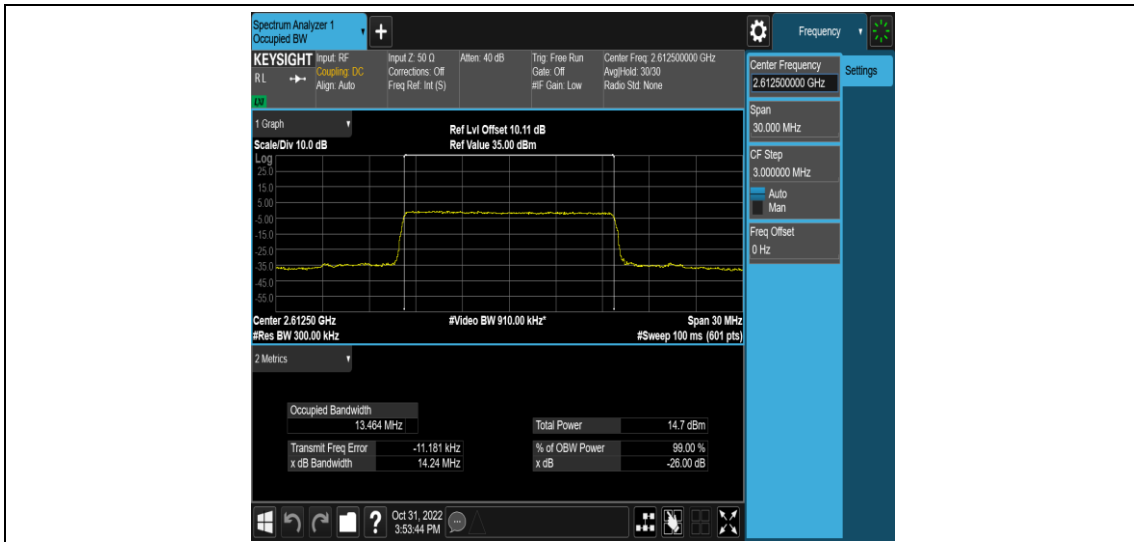 Spectrum Analyzer 1
Occupied BW
+
Frequency
KEYSIGHT
RL
LXI
Input: RF
Coupling: DC
Align: Auto
Input Z: 50 Ω
Corrections: Off
Freq Ref: Int (S)
Atten: 40 dB
Trig: Free Run
Gate: Off
#IF Gain: Low
Center Freq: 2.612500000 GHz
Avg|Hold: 30/30
Radio Std: None
Center Frequency
2.612500000 GHz
Settings
Span
30.000 MHz
CF Step
3.000000 MHz
Auto
Man
Freq Offset
0 Hz
1 Graph
Scale/Div 10.0 dB
Ref Lvl Offset 10.11 dB
Ref Value 35.00 dBm
Log
25.0
15.0
5.00
-5.00
-15.0
-25.0
-35.0
-45.0
-55.0
Center 2.61250 GHz
#Res BW 300.00 kHz
#Video BW 910.00 kHz*
Span 30 MHz
#Sweep 100 ms (601 pts)
2 Metrics
Occupied Bandwidth
13.464 MHz
Total Power 14.7 dBm
Transmit Freq Error -11.181 kHz
% of OBW Power 99.00 %
x dB Bandwidth 14.24 MHz
x dB -26.00 dB
?
Oct 31, 2022
3:53:44 PM